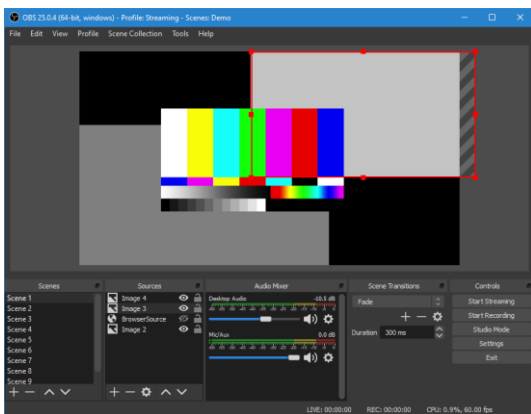 OBS 25.0.4 (64-bit, windows) - Profile: Streaming - Scenes: Demo
File Edit View Profile Scene Collection Tools Help
Scenes
Scene 1
Scene 2
Scene 3
Scene 4
Scene 5
Scene 6
Scene 7
Scene 8
Scene 9
Sources
Image 4
Image 3
BrowserSource
Image 2
Audio Mixer
Desktop Audio -10.5 dB
Mic/Aux 0.0 dB
Scene Transitions
Fade
Duration 300 ms
Controls
Start Streaming
Start Recording
Studio Mode
Settings
Exit
LIVE: 00:00:00 REC: 00:00:00 CPU: 0.9%, 60.00 fps